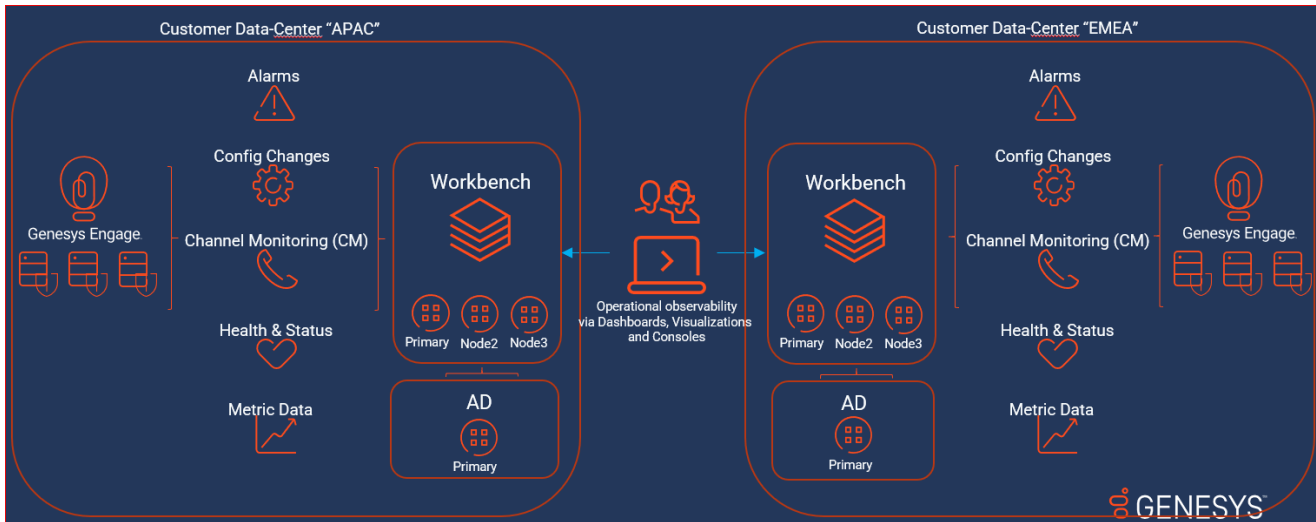 Customer Data-Center “APAC”
Alarms
Config Changes
Genesys Engage.
Channel Monitoring (CM)
Health & Status
Metric Data
Workbench
Primary
Node2
Node3
AD
Primary
Operational observability
via Dashboards, Visualizations
and Consoles
Customer Data-Center “EMEA”
Alarms
Workbench
Primary
Node2
Node3
AD
Primary
Config Changes
Channel Monitoring (CM)
Health & Status
Metric Data
Genesys Engage.
GENESYS™